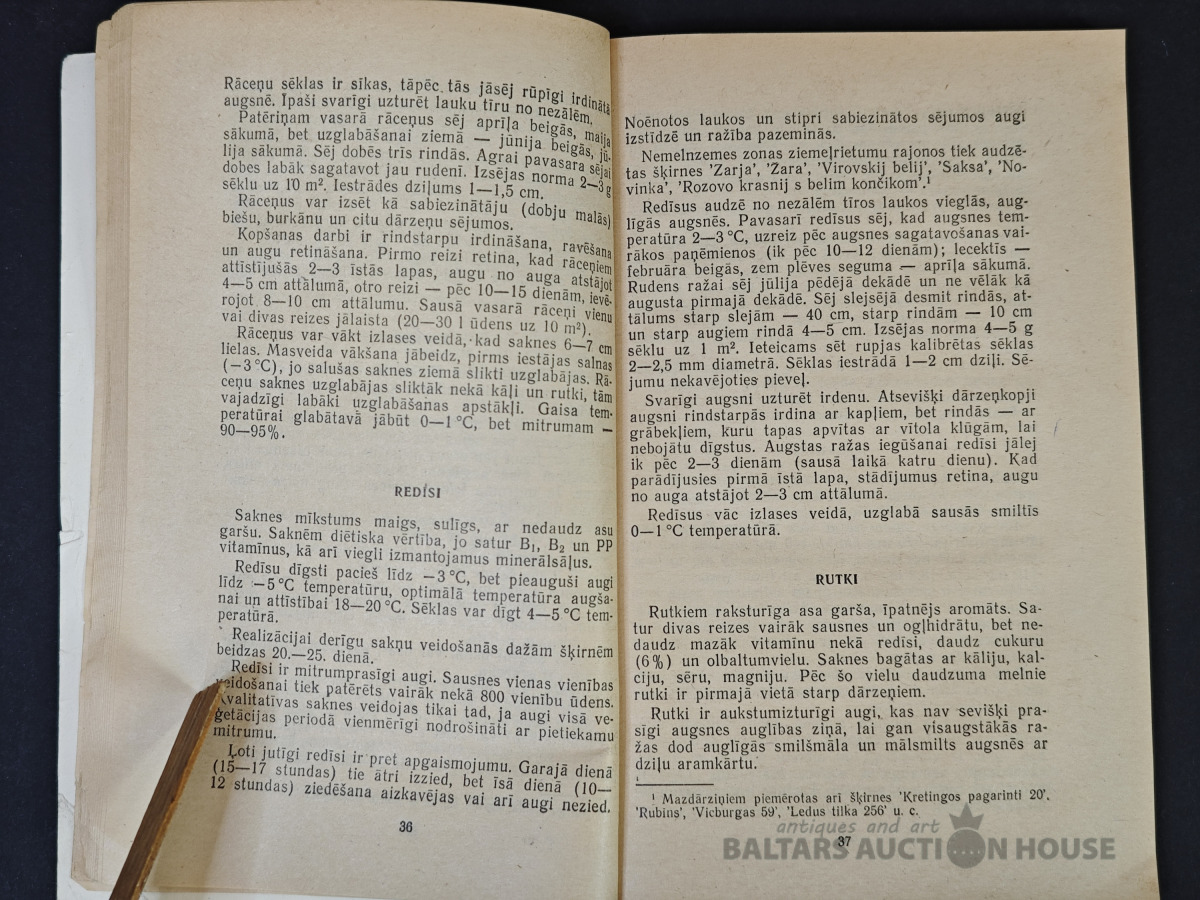 Rāceņu sēklas ir sīkas, tāpēc tās jāsēj rūpīgi irdinātā
augsnē. Īpaši svarīgi uzturēt lauku tīru no nezālēm.
Patēriņam vasarā rāceņus sēj aprīļa beigās, maija
sākumā, bet uzglabāšanai ziemā — jūnija beigās, jū-
lija sākumā. Sēj dobēs trīs rindās. Agrai pavasara sējai
dobes labāk sagatavot jau rudenī. Izsējas norma 2—3 g
sēklu uz 10 m². Iestrādes dziļums 1—1,5 cm.
Rāceņus var izsēt kā sabiezinātāju (dobju malās)
biešu, burkānu un citu dārzeņu sējumos.
Kopšanas darbi ir rindstarpu irdināšana, ravēšana
un augu retināšana. Pirmo reizi retina, kad rāceņiem
attīstījušās 2—3 īstās lapas, augu no auga atstājot
4—5 cm attālumā, otro reizi — pēc 10—15 dienām, ievē-
rojot 8—10 cm attālumu. Sausā vasarā rāceņi vienu
vai divas reizes jālaista (20—30 l ūdens uz 10 m²).
Rāceņus var vākt izlases veidā, kad saknes 6—7 cm
lielas. Masveida vākšana jābeidz, pirms iestājas salnas
(—3 °C), jo salušas saknes ziemā slikti uzglabājas. Rā-
ceņu saknes uzglabājas sliktāk nekā kāļi un rutki, tām
vajadzīgi labāki uzglabāšanas apstākļi. Gaisa tem-
peratūrai glabātavā jābūt 0—1 °C, bet mitrumam —
90—95%.
REDĪSI
Saknes mīkstums maigs, sulīgs, ar nedaudz asu
garšu. Saknēm diētiska vērtība, jo satur B₁, B₂ un PP
vitamīnus, kā arī viegli izmantojamus minerālsāļus.
Redīsu dīgsti pacieš līdz —3 °C, bet pieauguši augi
līdz —5 °C temperatūru, optimālā temperatūra augša-
nai un attīstībai 18—20 °C. Sēklas var dīgt 4—5 °C tem-
peratūrā.
Realizācijai derīgu sakņu veidošanās dažām šķirnēm
beidzas 20.—25. dienā.
Redīsi ir mitrumprasīgi augi. Sausnes vienas vienības
veidošanai tiek patērēts vairāk nekā 800 vienību ūdens.
Kvalitatīvas saknes veidojas tikai tad, ja augi visā ve-
ģetācijas periodā vienmērīgi nodrošināti ar pietiekamu
mitrumu.
Ļoti jutīgi redīsi ir pret apgaismojumu. Garajā dienā
(15—17 stundas) tie ātri izzied, bet īsā dienā (10—
12 stundas) ziedēšana aizkavējas vai arī augi nezied.
36
Noēnotos laukos un stipri sabiezinātos sējumos augi
izstīdzē un ražība pazeminās.
Nemelnzemes zonas ziemeļrietumu rajonos tiek audzē-
tas šķirnes 'Zarja', 'Žara', 'Virovskij belij', 'Saksa', 'No-
vinka', 'Rozovo krasnij s belim končikom'.¹
Redīsus audzē no nezālēm tīros laukos vieglās, aug-
līgās augsnēs. Pavasarī redīsus sēj, kad augsnes tem-
peratūra 2—3 °C, uzreiz pēc augsnes sagatavošanas vai-
rākos paņēmienos (ik pēc 10—12 dienām); lecektīs —
februāra beigās, zem plēves seguma — aprīļa sākumā.
Rudens ražai sēj jūlija pēdējā dekādē un ne vēlāk kā
augusta pirmajā dekādē. Sēj slejsējā desmit rindās, at-
tālums starp slejām — 40 cm, starp rindām — 10 cm
un starp augiem rindā 4—5 cm. Izsējas norma 4—5 g
sēklu uz 1 m². Ieteicams sēt rupjas kalibrētas sēklas
2—2,5 mm diametrā. Sēklas iestrādā 1—2 cm dziļi. Sē-
jumu nekavējoties pieveļ.
Svarīgi augsni uzturēt irdenu. Atsevišķi dārzeņkopji
augsni rindstarpās irdina ar kapļiem, bet rindās — ar
grābekļiem, kuru tapas apvītas ar vītola klūgām, lai
nebojātu dīgstus. Augstas ražas iegūšanai redīsi jālej
ik pēc 2—3 dienām (sausā laikā katru dienu). Kad
parādījusies pirmā īstā lapa, stādījumus retina, augu
no auga atstājot 2—3 cm attālumā.
Redīsus vāc izlases veidā, uzglabā sausās smiltīs
0—1 °C temperatūrā.
RUTKI
Rutkiem raksturīga asa garša, īpatnējs aromāts. Sa-
tur divas reizes vairāk sausnes un ogļhidrātu, bet ne-
daudz mazāk vitamīnu nekā redīsi, daudz cukuru
(6%) un olbaltumvielu. Saknes bagātas ar kāliju, kal-
ciju, sēru, magniju. Pēc šo vielu daudzuma melnie
rutki ir pirmajā vietā starp dārzeņiem.
Rutki ir aukstumizturīgi augi, kas nav sevišķi pra-
sīgi augsnes auglības ziņā, lai gan visaugstākās ra-
žas dod auglīgās smilšmāla un mālsmilts augsnēs ar
dziļu aramkārtu.
¹ Mazdārziņiem piemērotas arī šķirnes 'Kretingos pagarinti 20',
'Rubins', 'Vicburgas 59', 'Ledus tilka 256' u. c.
37
antiques and art
BALTARS AUCTION HOUSE